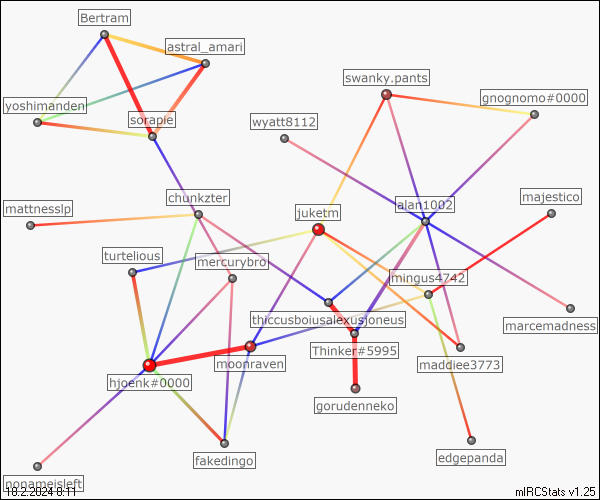 Bertram
astral_amari
swanky.pants
gnognomo#0000
yoshimanden
sorapie
wyatt8112
chunkzter
alan1002
majestico
mattnesslp
juketm
turtelious
mercurybro
mingus4742
thiccusboiusalexusjoneus
marcemadness
Thinker#5995
moonraven
maddiee3773
hjoenk#0000
gorudenneko
fakedingo
edgepanda
nonameisleft
10.2.2024 8:11
mIRCStats v1.25